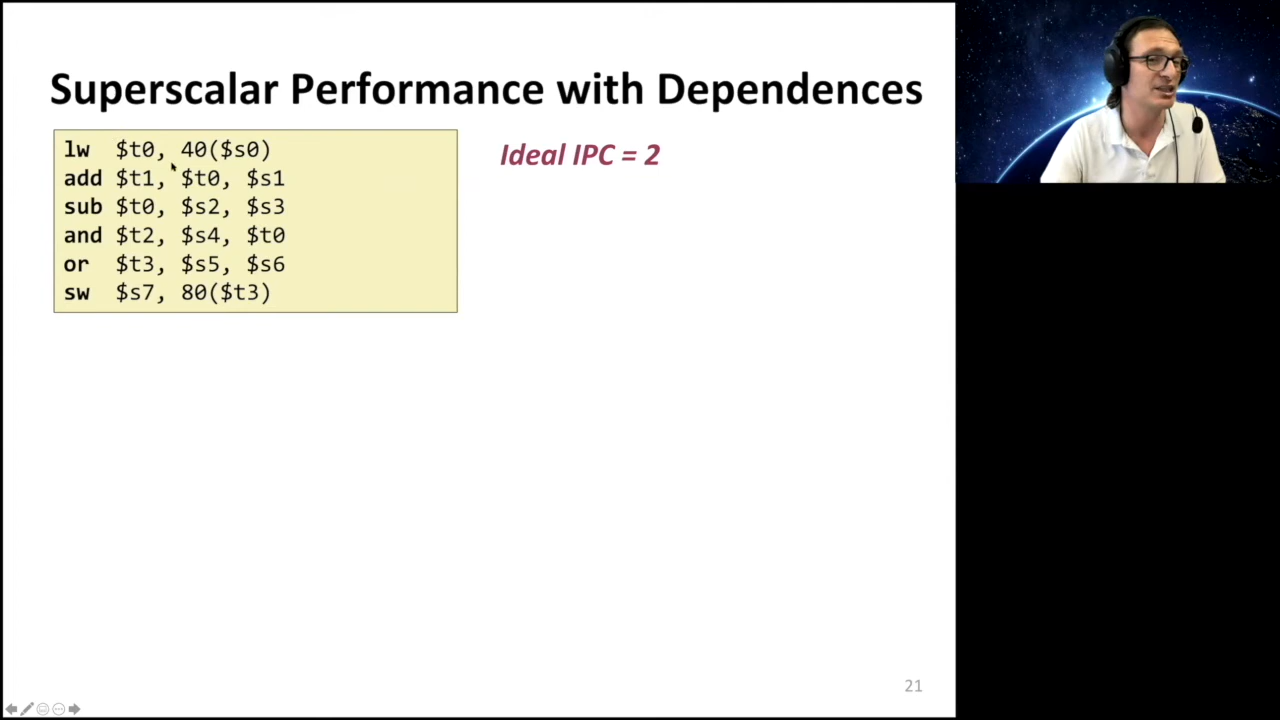 Superscalar Performance with Dependences
lw $t0, 40($s0)
add $t1, $t0, $s1
sub $t0, $s2, $s3
and $t2, $s4, $t0
or $t3, $s5, $s6
sw $s7, 80($t3)
Ideal IPC = 2
21